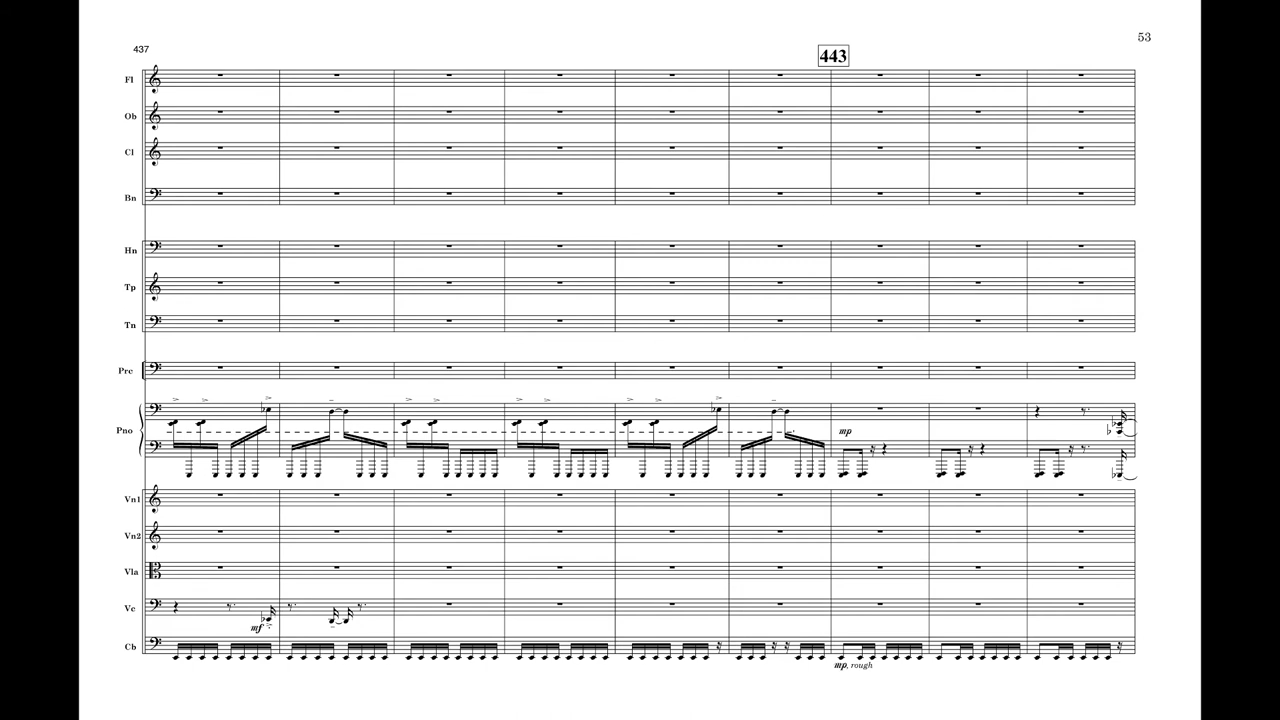 53
437
443
Fl
Ob
Cl
Bn
Hn
Tp
Tn
Prc
Pno
mp
Vn1
Vn2
Vla
Vc
mf
Cb
mp, rough